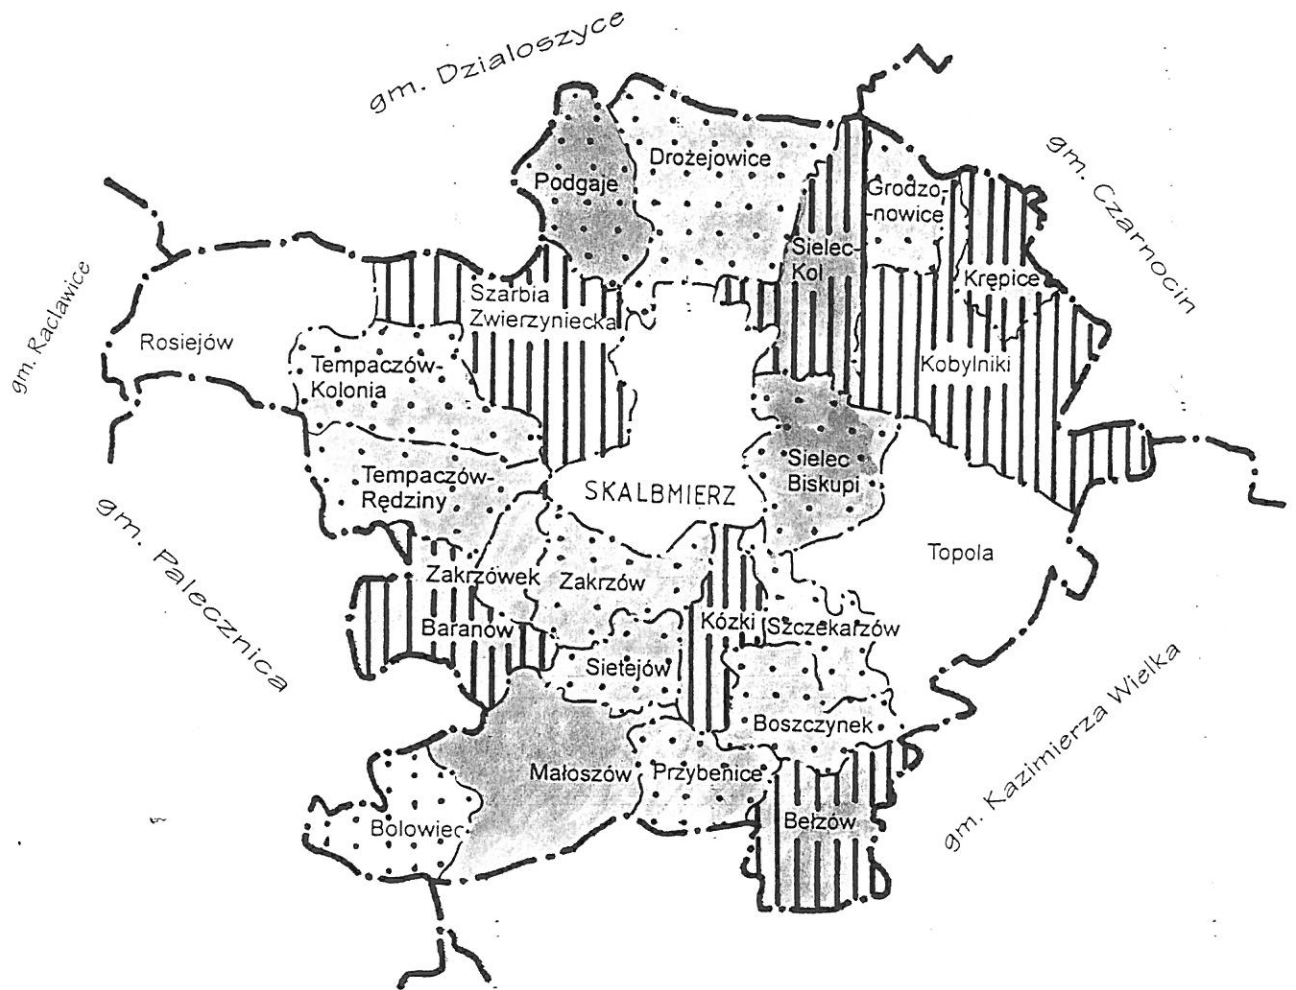 gm. Działoszyce
gm. Czarnocin
gm. Racławice
gm. Palecznica
gm. Kazimierza Wielka
Drożejowice
Podgaje
Grodzo-
nowice
Sielec-
Kol
Krępice
Szarbia
Zwierzyniecka
Rosiejów
Tempaczów-
Kolonia
Kobylniki
Tempaczów-
Rędziny
SKALBMIERZ
Sielec
Biskupi
Topola
Zakrzówek
Zakrzów
Baranów
Kózki
Szczekarzów
Sietejów
Boszczynek
Małoszów
Przybenice
Bolowiec
Bełzów